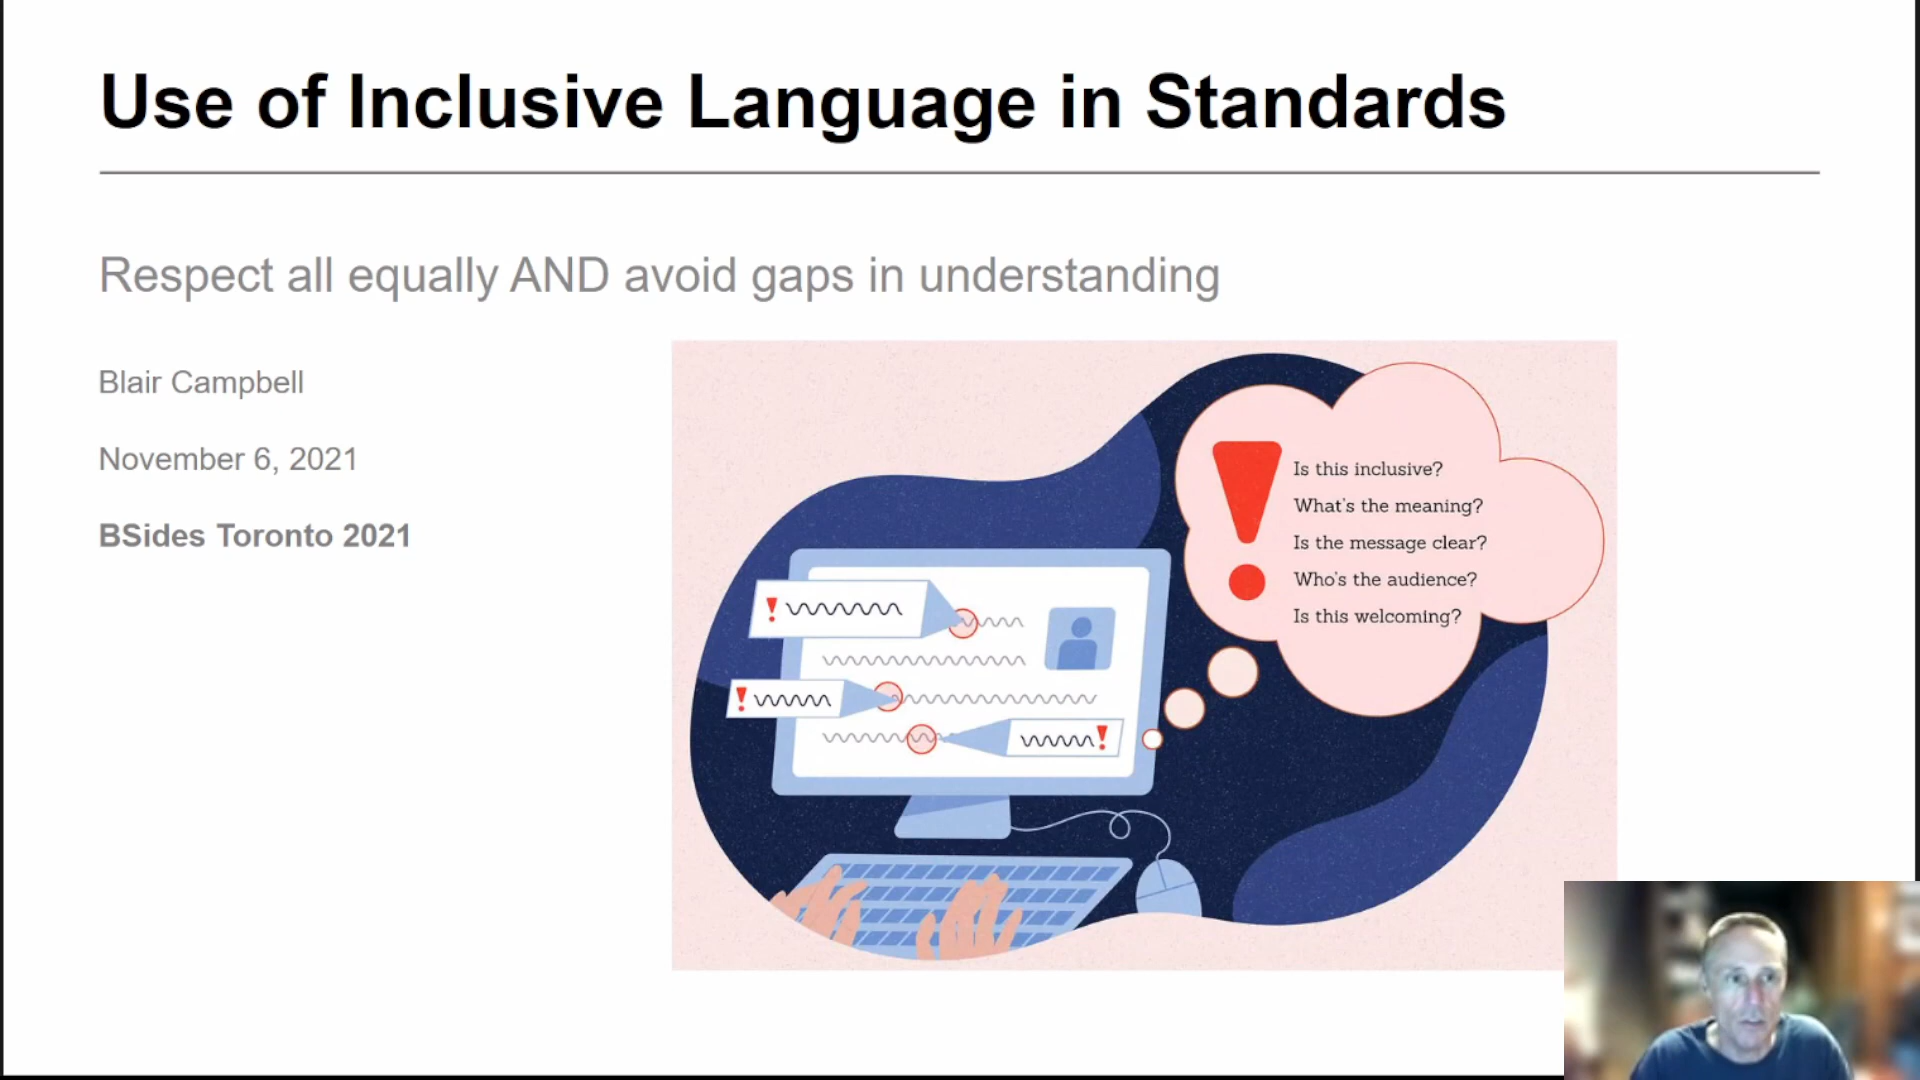 Use of Inclusive Language in Standards
Respect all equally AND avoid gaps in understanding
Blair Campbell
November 6, 2021
BSides Toronto 2021
Is this inclusive?
What's the meaning?
Is the message clear?
Who's the audience?
Is this welcoming?